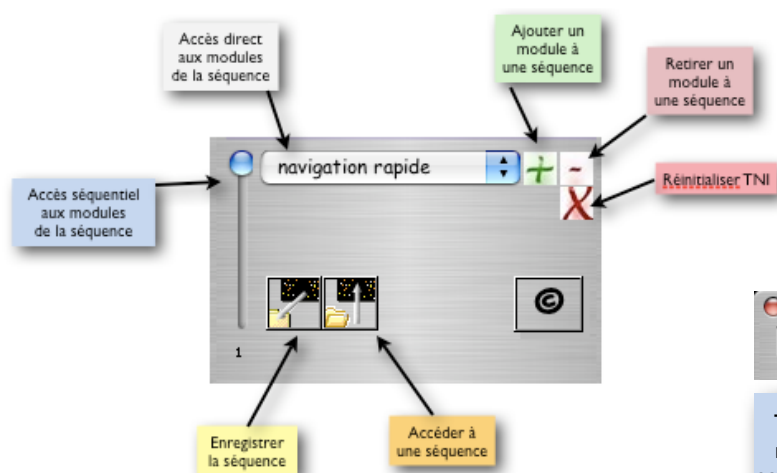 Accès direct
aux modules
de la séquence
Ajouter un
module à
une séquence
Retirer un
module à
une séquence
navigation rapide
+
-
X
Réinitialiser TNI
Accès séquentiel
aux modules
de la séquence
©
1
Enregistrer
la séquence
Accéder à
une séquence